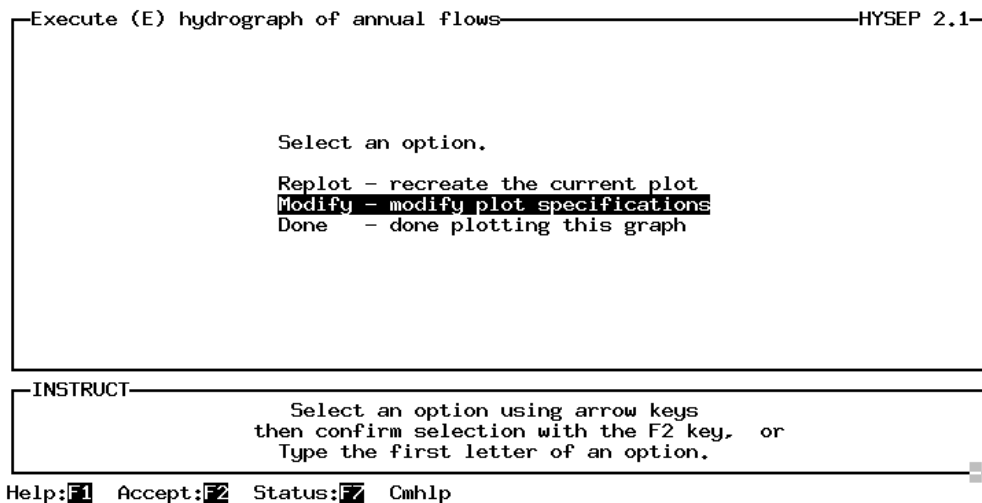 Execute (E) hydrograph of annual flows HYSEP 2.1
Select an option.
Replot - recreate the current plot
Modify - modify plot specifications
Done - done plotting this graph
INSTRUCT
Select an option using arrow keys
then confirm selection with the F2 key, or
Type the first letter of an option.
Help:F1 Accept:F2 Status:F7 Cmhlp